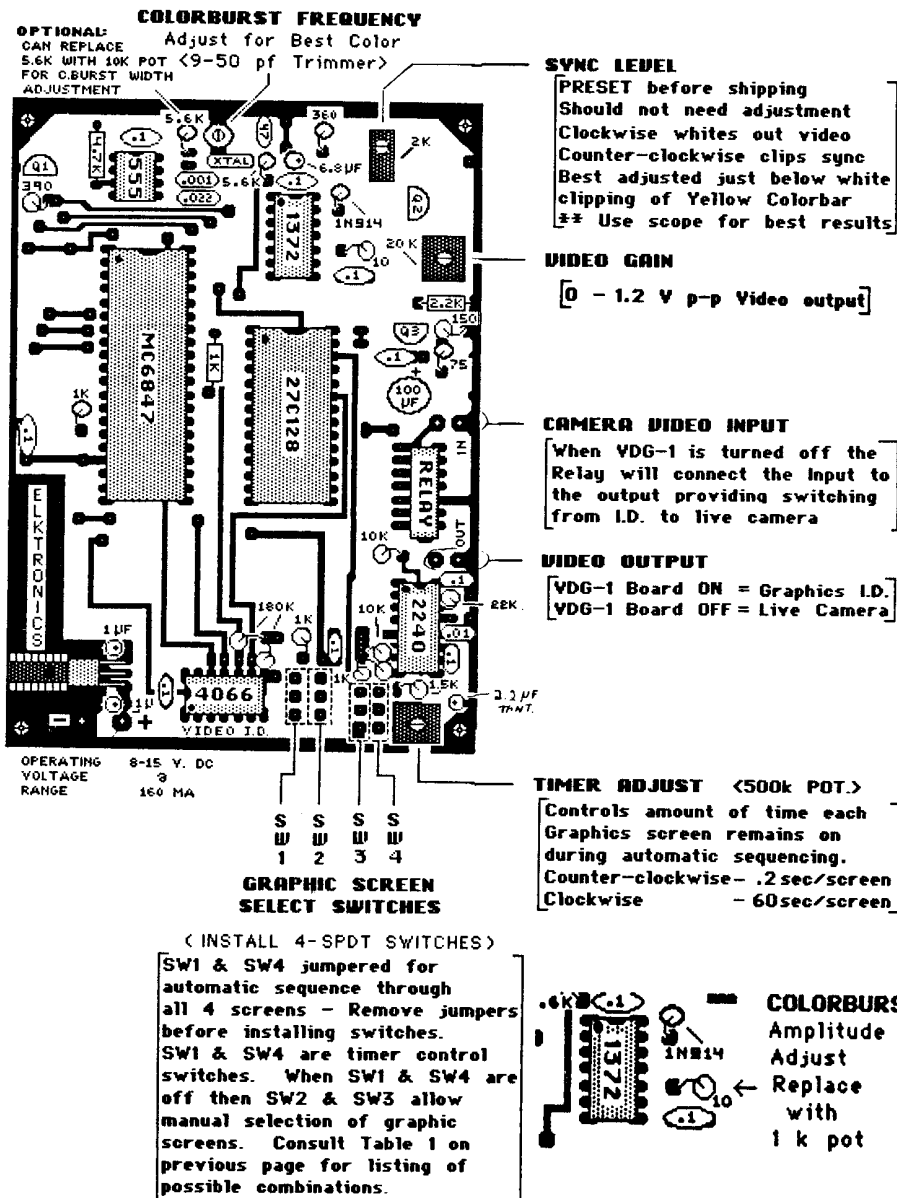 COLORBURST FREQUENCY
Adjust for Best Color
<9-50 pf Trimmer>
OPTIONAL:
CAN REPLACE
5.6K WITH 10K POT
FOR C.BURST WIDTH
ADJUSTMENT
SYNC LEVEL
PRESET before shipping
Should not need adjustment
Clockwise whites out video
Counter-clockwise clips sync
Best adjusted just below white
clipping of Yellow Colorbar
** Use scope for best results
VIDEO GAIN
0 - 1.2 V p-p Video output
CAMERA VIDEO INPUT
When VDG-1 is turned off the
Relay will connect the Input to
the output providing switching
from I.D. to live camera
VIDEO OUTPUT
VDG-1 Board ON = Graphics I.D.
VDG-1 Board OFF = Live Camera
5.6K
47
360
.1
4.7K
555
XTAL
6.8µF
2K
Q1
390
.001
5.6K
.1
.022
1372
1N914
Q2
10
20K
.1
2.2K
150
Q3
MC6847
1K
27C128
.1
75
+
100
µF
1K
.1
IN
RELAY
ELKTRONICS
OUT
10K
.1
2240
22K
.01
180K
1K
10K
.1
.1
1µF
1K
1.5K
4066
.1
2.2µF
TANT.
1µ
- +
+
VIDEO I.D.
OPERATING
VOLTAGE
RANGE
8-15 V. DC
@
160 MA
SW1
SW2
SW3
SW4
GRAPHIC SCREEN
SELECT SWITCHES
TIMER ADJUST <500k POT.>
Controls amount of time each
Graphics screen remains on
during automatic sequencing.
Counter-clockwise- .2sec/screen
Clockwise - 60sec/screen
(INSTALL 4-SPDT SWITCHES)
SW1 & SW4 jumpered for
automatic sequence through
all 4 screens - Remove jumpers
before installing switches.
SW1 & SW4 are timer control
switches. When SW1 & SW4 are
off then SW2 & SW3 allow
manual selection of graphic
screens. Consult Table 1 on
previous page for listing of
possible combinations.
.6K
.1
1372
1N914
10
.1
COLORBURS
Amplitude
Adjust
Replace
with
1 k pot